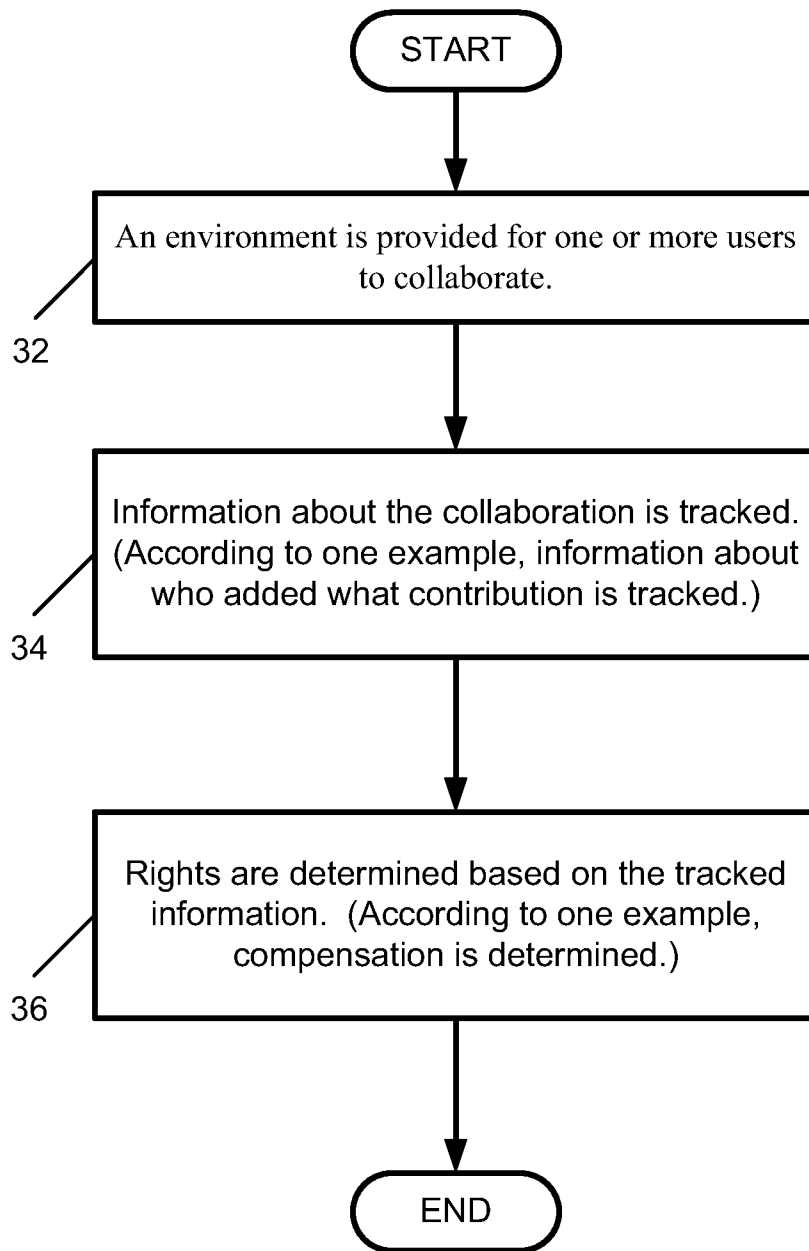 START
An environment is provided for one or more users
to collaborate.
32
Information about the collaboration is tracked.
(According to one example, information about
who added what contribution is tracked.)
34
Rights are determined based on the tracked
information.  (According to one example,
compensation is determined.)
36
END